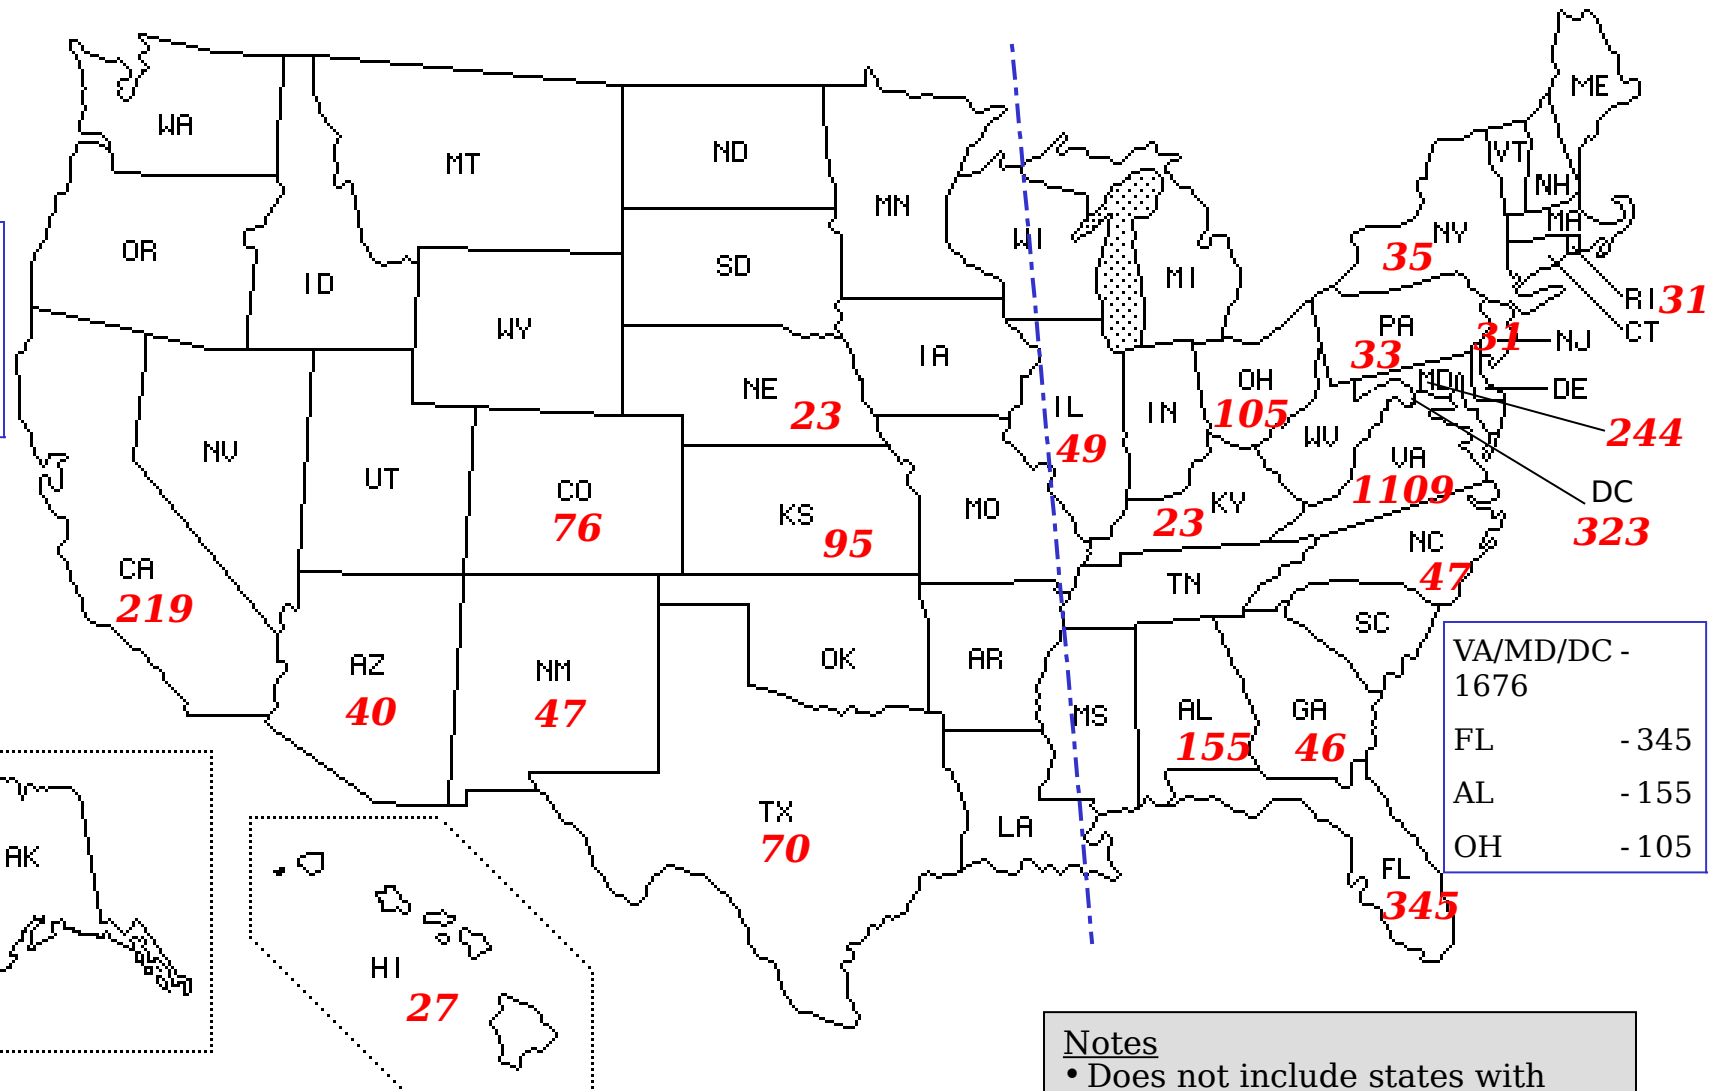 ME
WA
VT
ND
MT
NH
MN
MA
NY
WI
OR
35
SD
MI
ID
RI 31
PA
WY
CT
31
NJ
33
IA
OH
MD
NE
DE
IL
IN
23
105
244
WV
NV
49
VA
UT
CO
1109
DC
KY
MO
KS
23
76
323
95
NC
CA
47
TN
219
SC
VA/MD/DC -
1676
OK
AR
AZ
NM
40
47
MS
AL
GA
FL - 345
155
46
AL - 155
TX
LA
70
OH - 105
AK
FL
345
HI
27
Notes
• Does not include states with